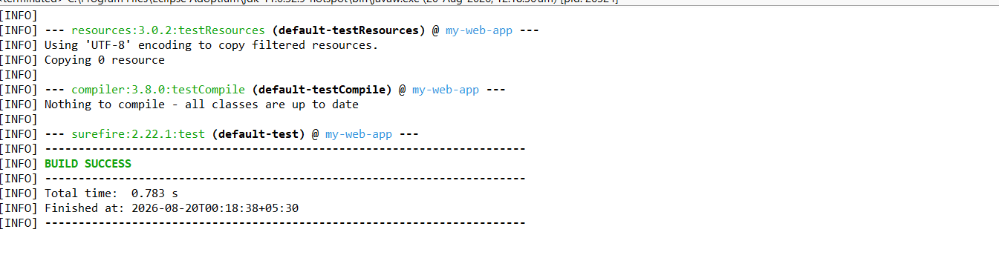 [INFO]
[INFO] --- resources:3.0.2:testResources (default-testResources) @ my-web-app ---
[INFO] Using 'UTF-8' encoding to copy filtered resources.
[INFO] Copying 0 resource
[INFO]
[INFO] --- compiler:3.8.0:testCompile (default-testCompile) @ my-web-app ---
[INFO] Nothing to compile - all classes are up to date
[INFO]
[INFO] --- surefire:2.22.1:test (default-test) @ my-web-app ---
[INFO] ------------------------------------------------------------------------
[INFO] BUILD SUCCESS
[INFO] ------------------------------------------------------------------------
[INFO] Total time:  0.783 s
[INFO] Finished at: 2026-08-20T00:18:38+05:30
[INFO] ------------------------------------------------------------------------